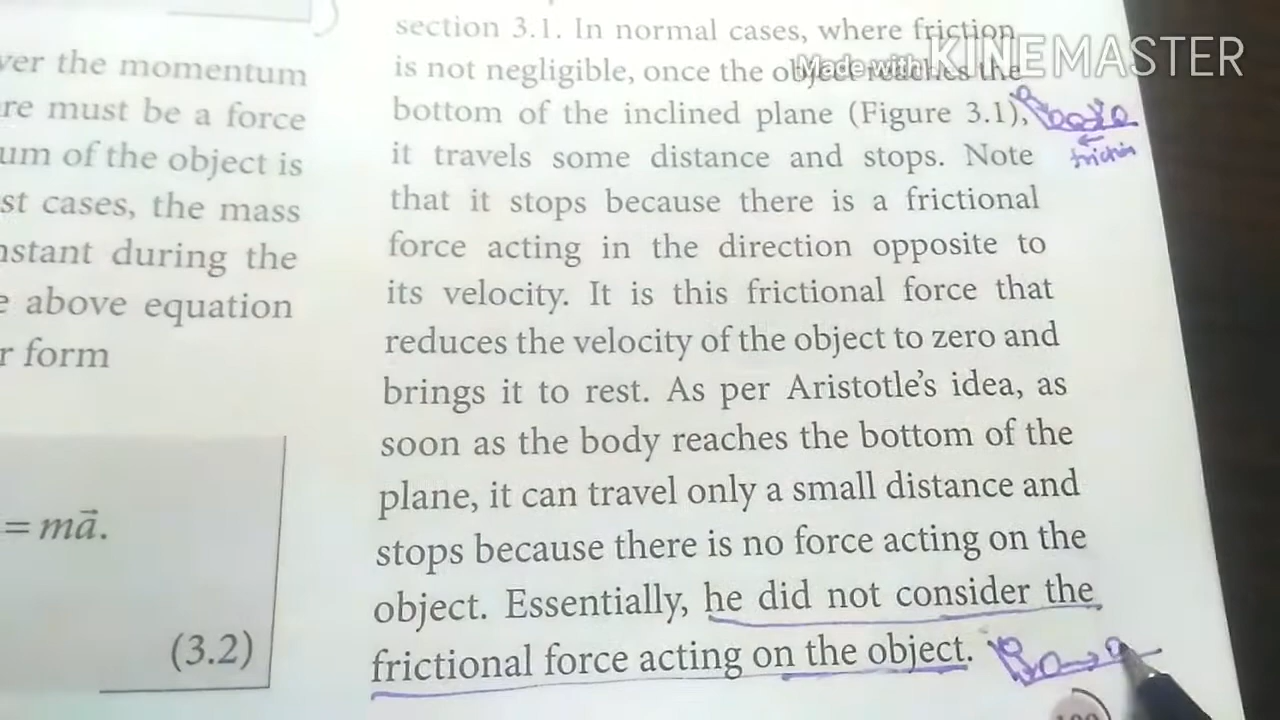 ver the momentum
re must be a force
um of the object is
st cases, the mass
nstant during the
e above equation
r form
= ma⃗.
(3.2)
section 3.1. In normal cases, where friction
is not negligible, once the object reaches the
bottom of the inclined plane (Figure 3.1),
it travels some distance and stops. Note
that it stops because there is a frictional
force acting in the direction opposite to
its velocity. It is this frictional force that
reduces the velocity of the object to zero and
brings it to rest. As per Aristotle's idea, as
soon as the body reaches the bottom of the
plane, it can travel only a small distance and
stops because there is no force acting on the
object. Essentially, he did not consider the
frictional force acting on the object.
friction
Made with KINEMASTER